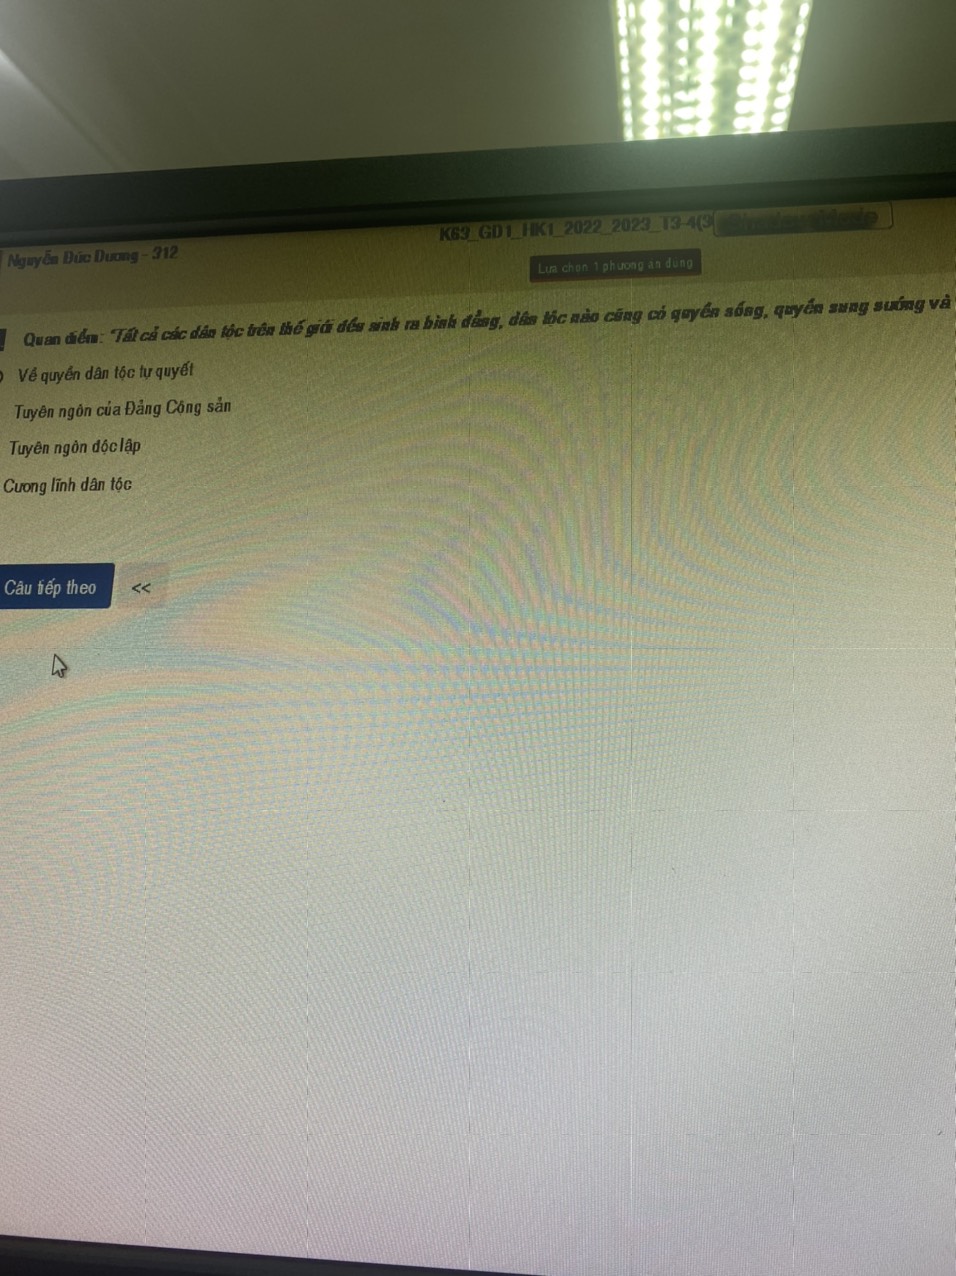 Nguyễn Đức Dương - 312
K63_GD1_HK1_2022_2023_T3-4(3
Lựa chọn 1 phương án đúng
Quan điểm: "Tất cả các dân tộc trên thế giới đều sinh ra bình đẳng, dân tộc nào cũng có quyền sống, quyền sung sướng và
Về quyền dân tộc tự quyết
Tuyên ngôn của Đảng Cộng sản
Tuyên ngôn độc lập
Cương lĩnh dân tộc
Câu tiếp theo <<